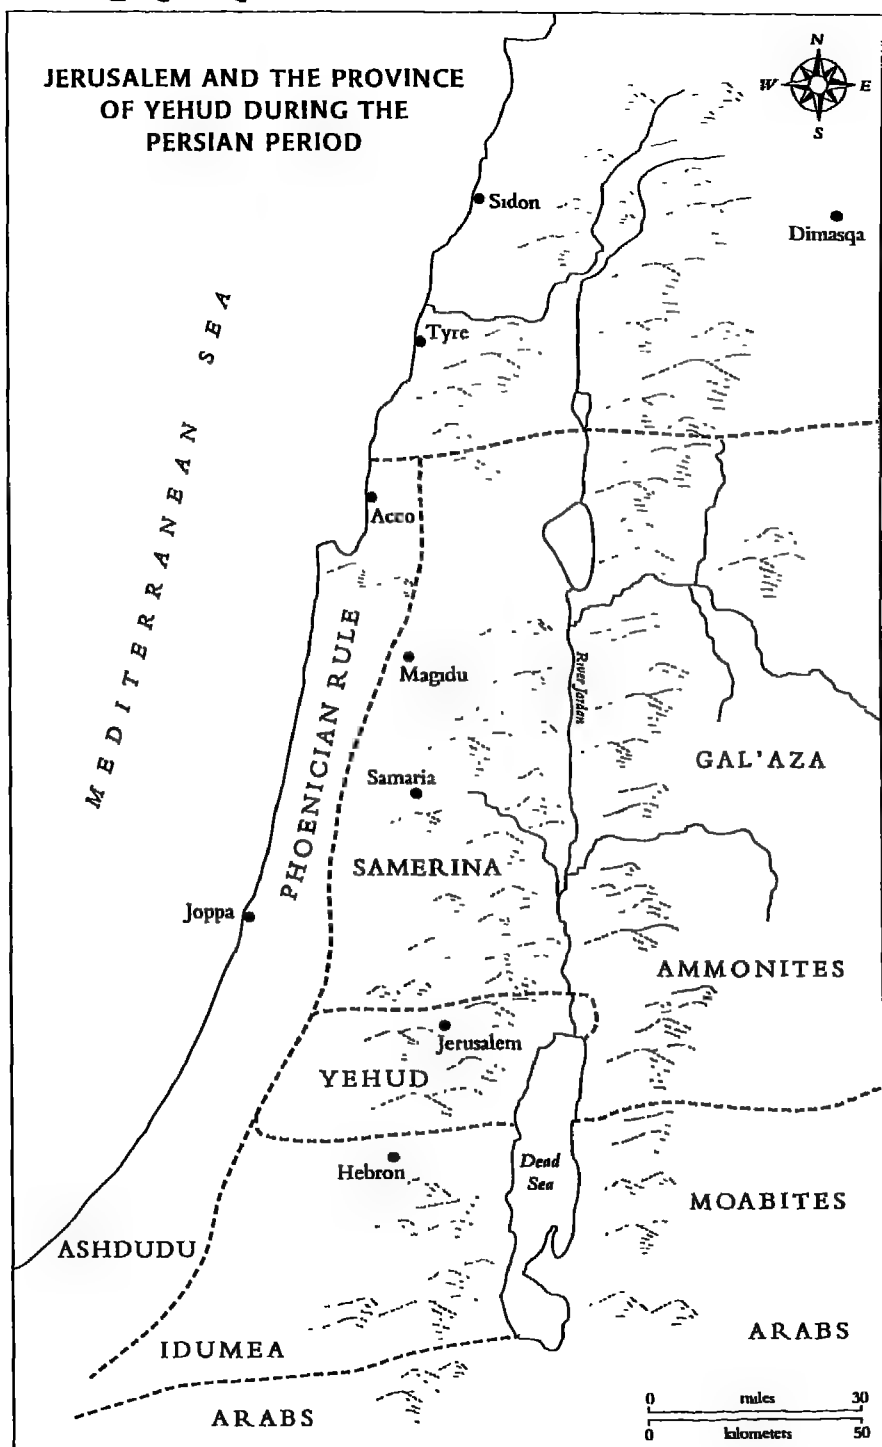 JERUSALEM AND THE PROVINCE
OF YEHUD DURING THE
PERSIAN PERIOD
N
W
E
S
Sidon
Dimasqa
MEDITERRANEAN SEA
Tyre
Acco
PHOENICIAN RULE
Magidu
River Jordan
GAL'AZA
Samaria
SAMERINA
Joppa
AMMONITES
Jerusalem
YEHUD
Hebron
Dead
Sea
MOABITES
ASHDUDU
IDUMEA
ARABS
ARABS
0 miles 30
0 kilometers 50